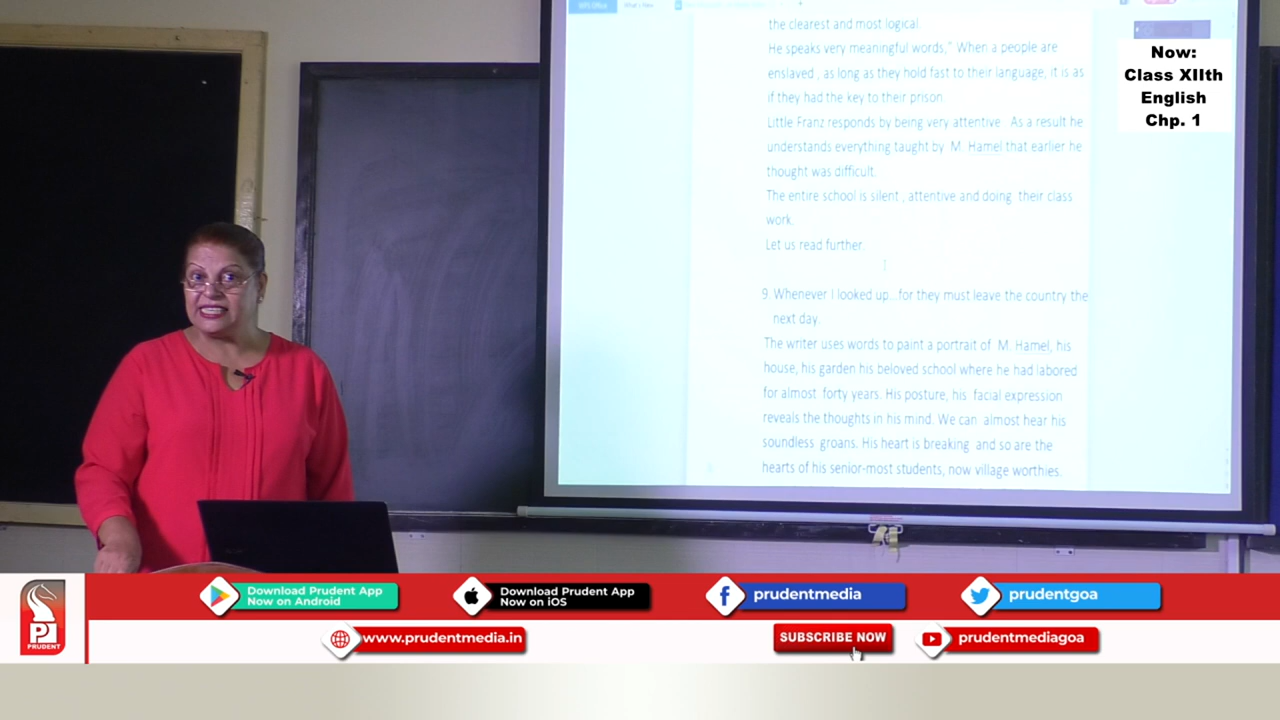 WPS Office
What's New
the clearest and most logical.
He speaks very meaningful words," When a people are
enslaved , as long as they hold fast to their language, it is as
if they had the key to their prison
Little Franz responds by being very attentive. As a result he
understands everything taught by M. Hamel that earlier he
thought was difficult.
The entire school is silent , attentive and doing their class
work.
Let us read further.
9. Whenever I looked up...for they must leave the country the
next day.
The writer uses words to paint a portrait of M. Hamel, his
house, his garden his beloved school where he had labored
for almost forty years. His posture, his facial expression
reveals the thoughts in his mind. We can almost hear his
soundless groans. His heart is breaking and so are the
hearts of his senior-most students, now village worthies.
Now:
Class XIIth
English
Chp. 1
Download Prudent App
Now on Android
Download Prudent App
Now on iOS
prudentmedia
prudentgoa
PRUDENT
www.prudentmedia.in
SUBSCRIBE NOW
prudentmediagoa